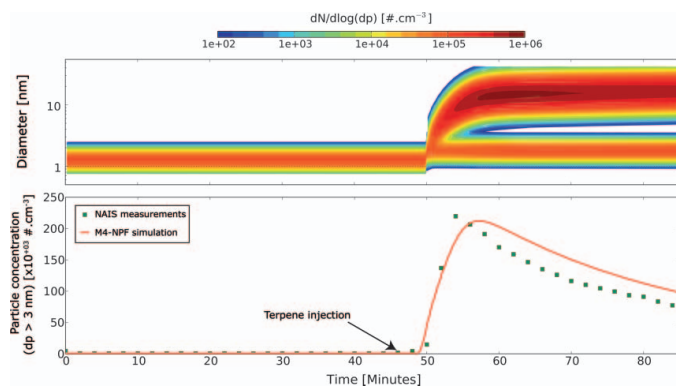 dN/dlog(dp) [#.cm⁻³]
1e+02 1e+03 1e+04 1e+05 1e+06
Diameter [nm]
10
1
Particle concentration
(dp > 3 nm) [x10⁺⁰³ #.cm⁻³]
250
200
150
100
50
0
NAIS measurements
M4-NPF simulation
Terpene injection
0 10 20 30 40 50 60 70 80
Time [Minutes]